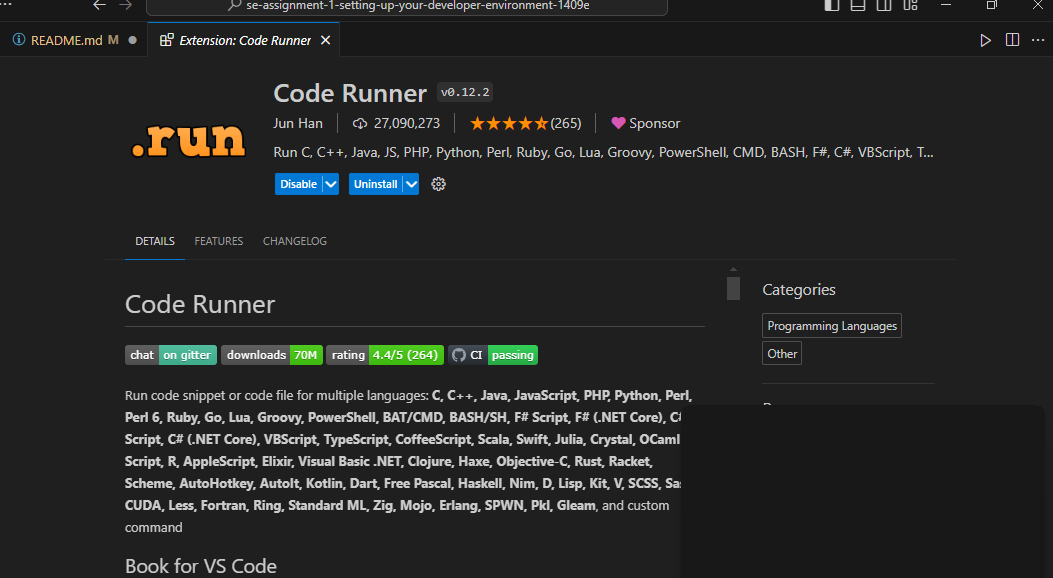 se-assignment-1-setting-up-your-developer-environment-1409e
README.md M
Extension: Code Runner
.run
Code Runner v0.12.2
Jun Han 27,090,273 (265) Sponsor
Run C, C++, Java, JS, PHP, Python, Perl, Ruby, Go, Lua, Groovy, PowerShell, CMD, BASH, F#, C#, VBScript, T...
Disable Uninstall
DETAILS FEATURES CHANGELOG
Code Runner
chat on gitter downloads 70M rating 4.4/5 (264) CI passing
Run code snippet or code file for multiple languages: C, C++, Java, JavaScript, PHP, Python, Perl,
Perl 6, Ruby, Go, Lua, Groovy, PowerShell, BAT/CMD, BASH/SH, F# Script, F# (.NET Core), C#
Script, C# (.NET Core), VBScript, TypeScript, CoffeeScript, Scala, Swift, Julia, Crystal, OCaml
Script, R, AppleScript, Elixir, Visual Basic .NET, Clojure, Haxe, Objective-C, Rust, Racket,
Scheme, AutoHotkey, AutoIt, Kotlin, Dart, Free Pascal, Haskell, Nim, D, Lisp, Kit, V, SCSS,
CUDA, Less, Fortran, Ring, Standard ML, Zig, Mojo, Erlang, SPWN, Pkl, Gleam, and custom
command
Book for VS Code
Categories
Programming Languages
Other